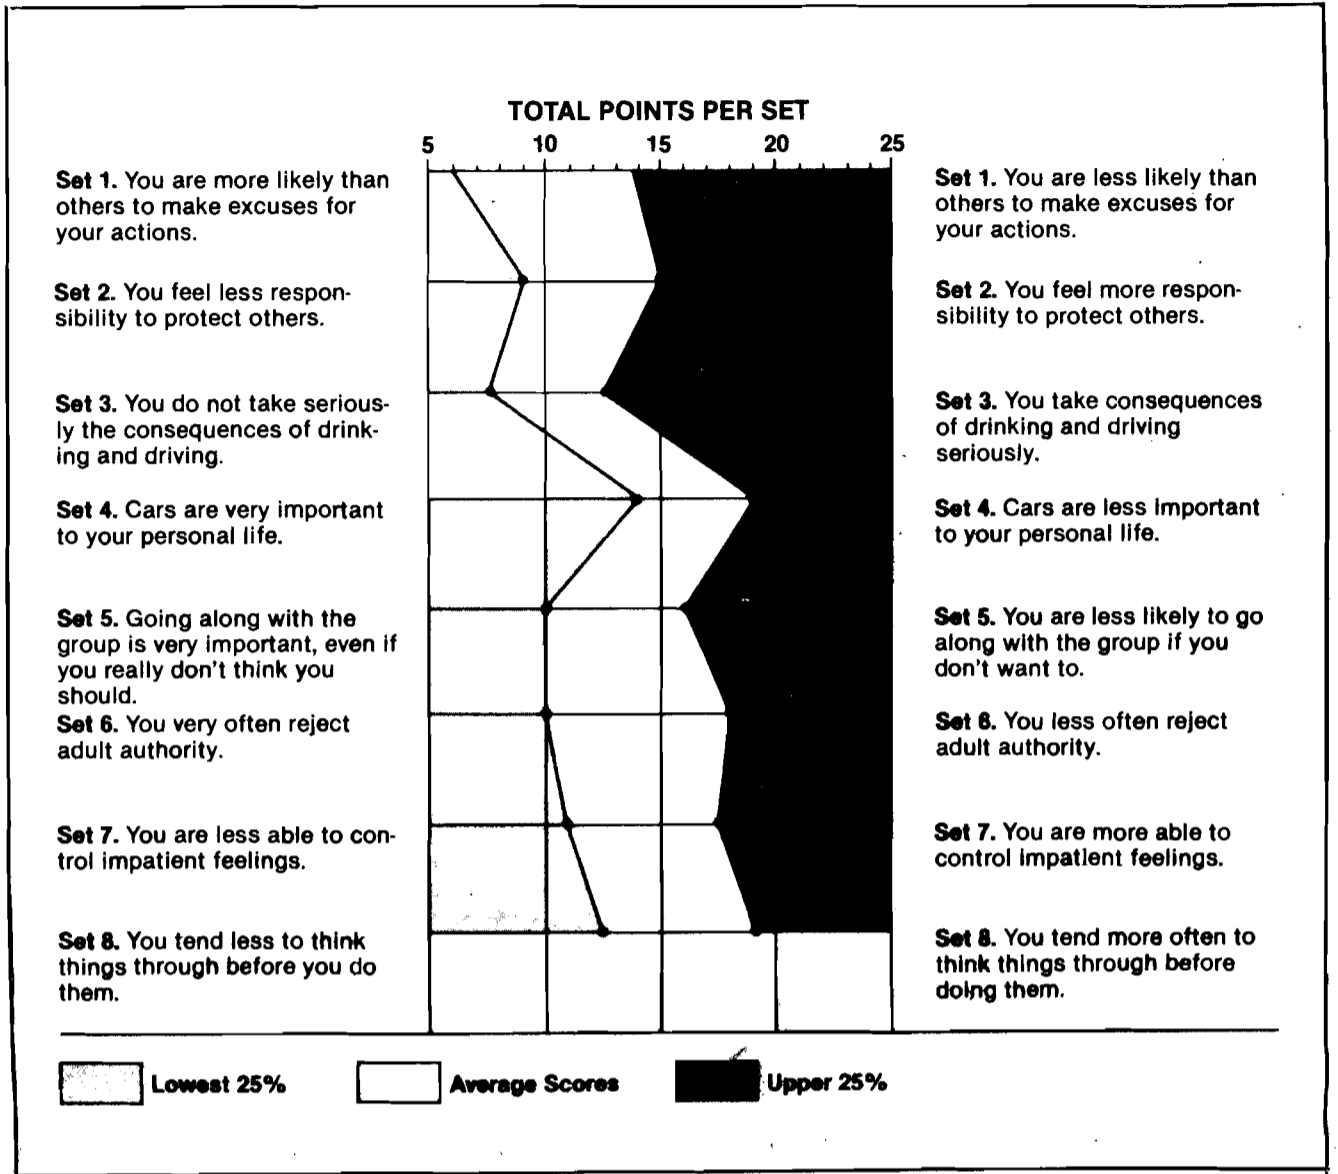 TOTAL POINTS PER SET
5 10 15 20 25
Set 1. You are more likely than
others to make excuses for
your actions.
Set 2. You feel less respon-
sibility to protect others.
Set 3. You do not take serious-
ly the consequences of drink-
ing and driving.
Set 4. Cars are very important
to your personal life.
Set 5. Going along with the
group is very important, even if
you really don't think you
should.
Set 6. You very often reject
adult authority.
Set 7. You are less able to con-
trol impatient feelings.
Set 8. You tend less to think
things through before you do
them.
Set 1. You are less likely than
others to make excuses for
your actions.
Set 2. You feel more respon-
sibility to protect others.
Set 3. You take consequences
of drinking and driving
seriously.
Set 4. Cars are less important
to your personal life.
Set 5. You are less likely to go
along with the group if you
don't want to.
Set 6. You less often reject
adult authority.
Set 7. You are more able to
control impatient feelings.
Set 8. You tend more often to
think things through before
doing them.
Lowest 25%
Average Scores
Upper 25%